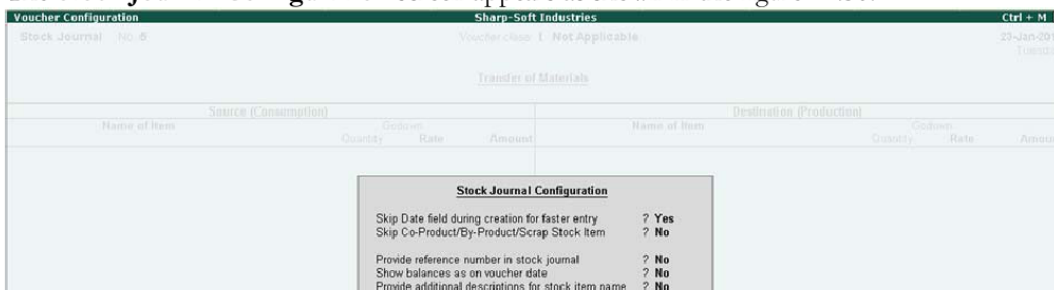 Voucher Configuration Sharp-Soft Industries Ctrl + M
Stock Journal No. 8 Voucher class: Not Applicable 23-Jan-201
Transfer of Materials
Source (Consumption) Destination (Production)
Name of Item Godown Name of Item Godown
Quantity Rate Amount Quantity Rate Amou
Stock Journal Configuration
Skip Date field during creation for faster entry ? Yes
Skip Co-Product/By-Product/Scrap Stock Item ? No
Provide reference number in stock journal ? No
Show balances as on voucher date ? No
Provide additional descriptions for stock item name ? No